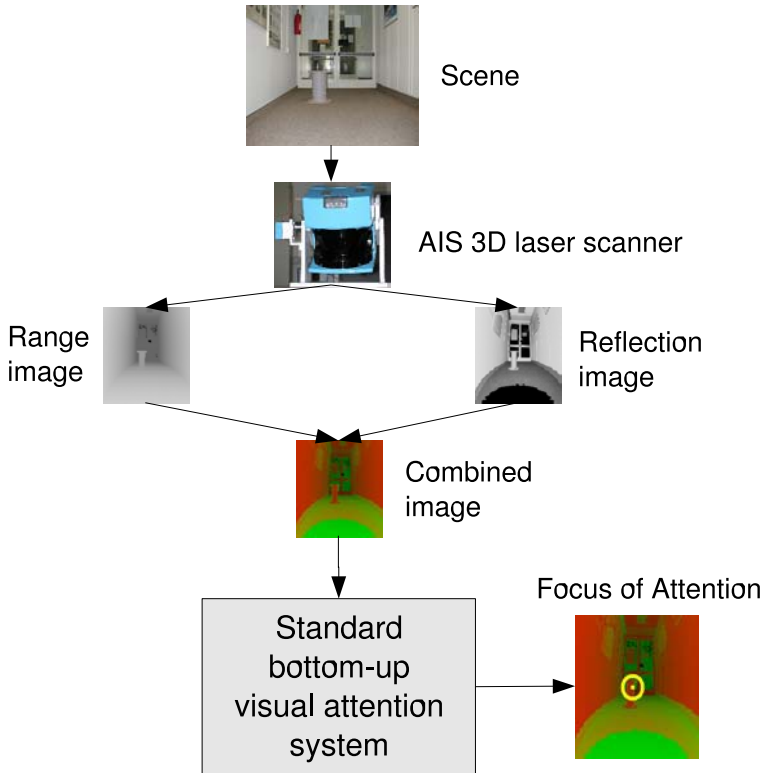 Scene
AIS 3D laser scanner
Range
image
Reflection
image
Combined
image
Focus of Attention
Standard
bottom-up
visual attention
system